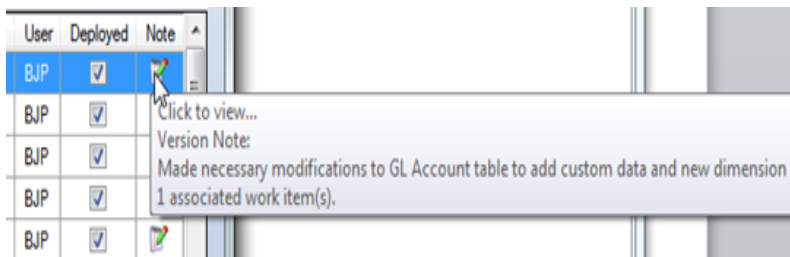 User Deployed Note
BJP
Click to view...
BJP
Version Note:
BJP
Made necessary modifications to GL Account table to add custom data and new dimension
BJP
1 associated work item(s).
BJP